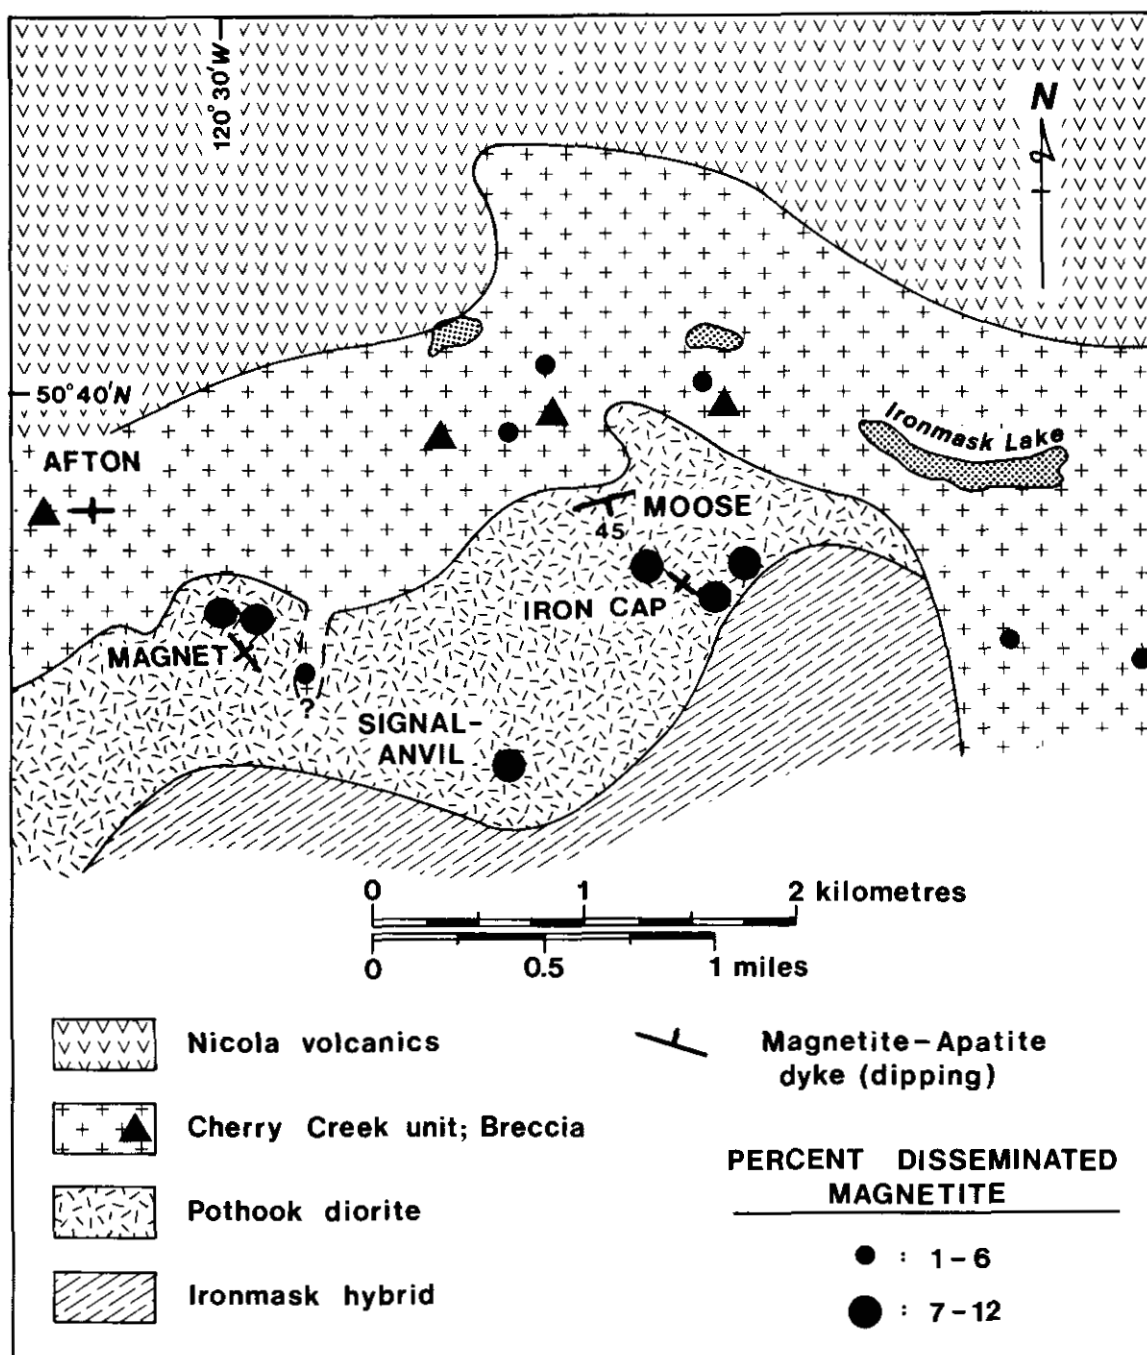 120°30'W
N
50°40'N
Ironmask Lake
AFTON
MOOSE
45
IRON CAP
MAGNET
?
SIGNAL-
ANVIL
0 1 2 kilometres
0 0.5 1 miles
Nicola volcanics
Cherry Creek unit; Breccia
Pothook diorite
Ironmask hybrid
Magnetite-Apatite
dyke (dipping)
PERCENT DISSEMINATED
MAGNETITE
: 1-6
: 7-12